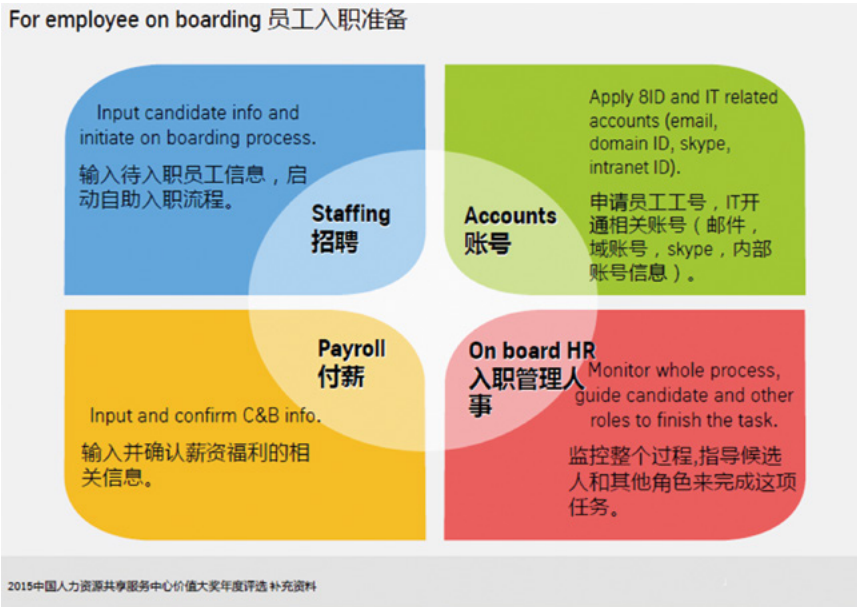 For employee on boarding 员工入职准备
Input candidate info and
initiate on boarding process.
输入待入职员工信息，启
动自助入职流程。
Staffing
招聘
Apply 8ID and IT related
accounts (email,
domain ID, skype,
intranet ID).
申请员工工号，IT开
通相关账号（邮件，
域账号，skype，内部
账号信息）。
Accounts
账号
Payroll
付薪
Input and confirm C&B info.
输入并确认薪资福利的相
关信息。
On board HR
入职管理人
事
Monitor whole process,
guide candidate and other
roles to finish the task.
监控整个过程,指导候选
人和其他角色来完成这项
任务。
2015中国人力资源共享服务中心价值大奖年度评选 补充资料